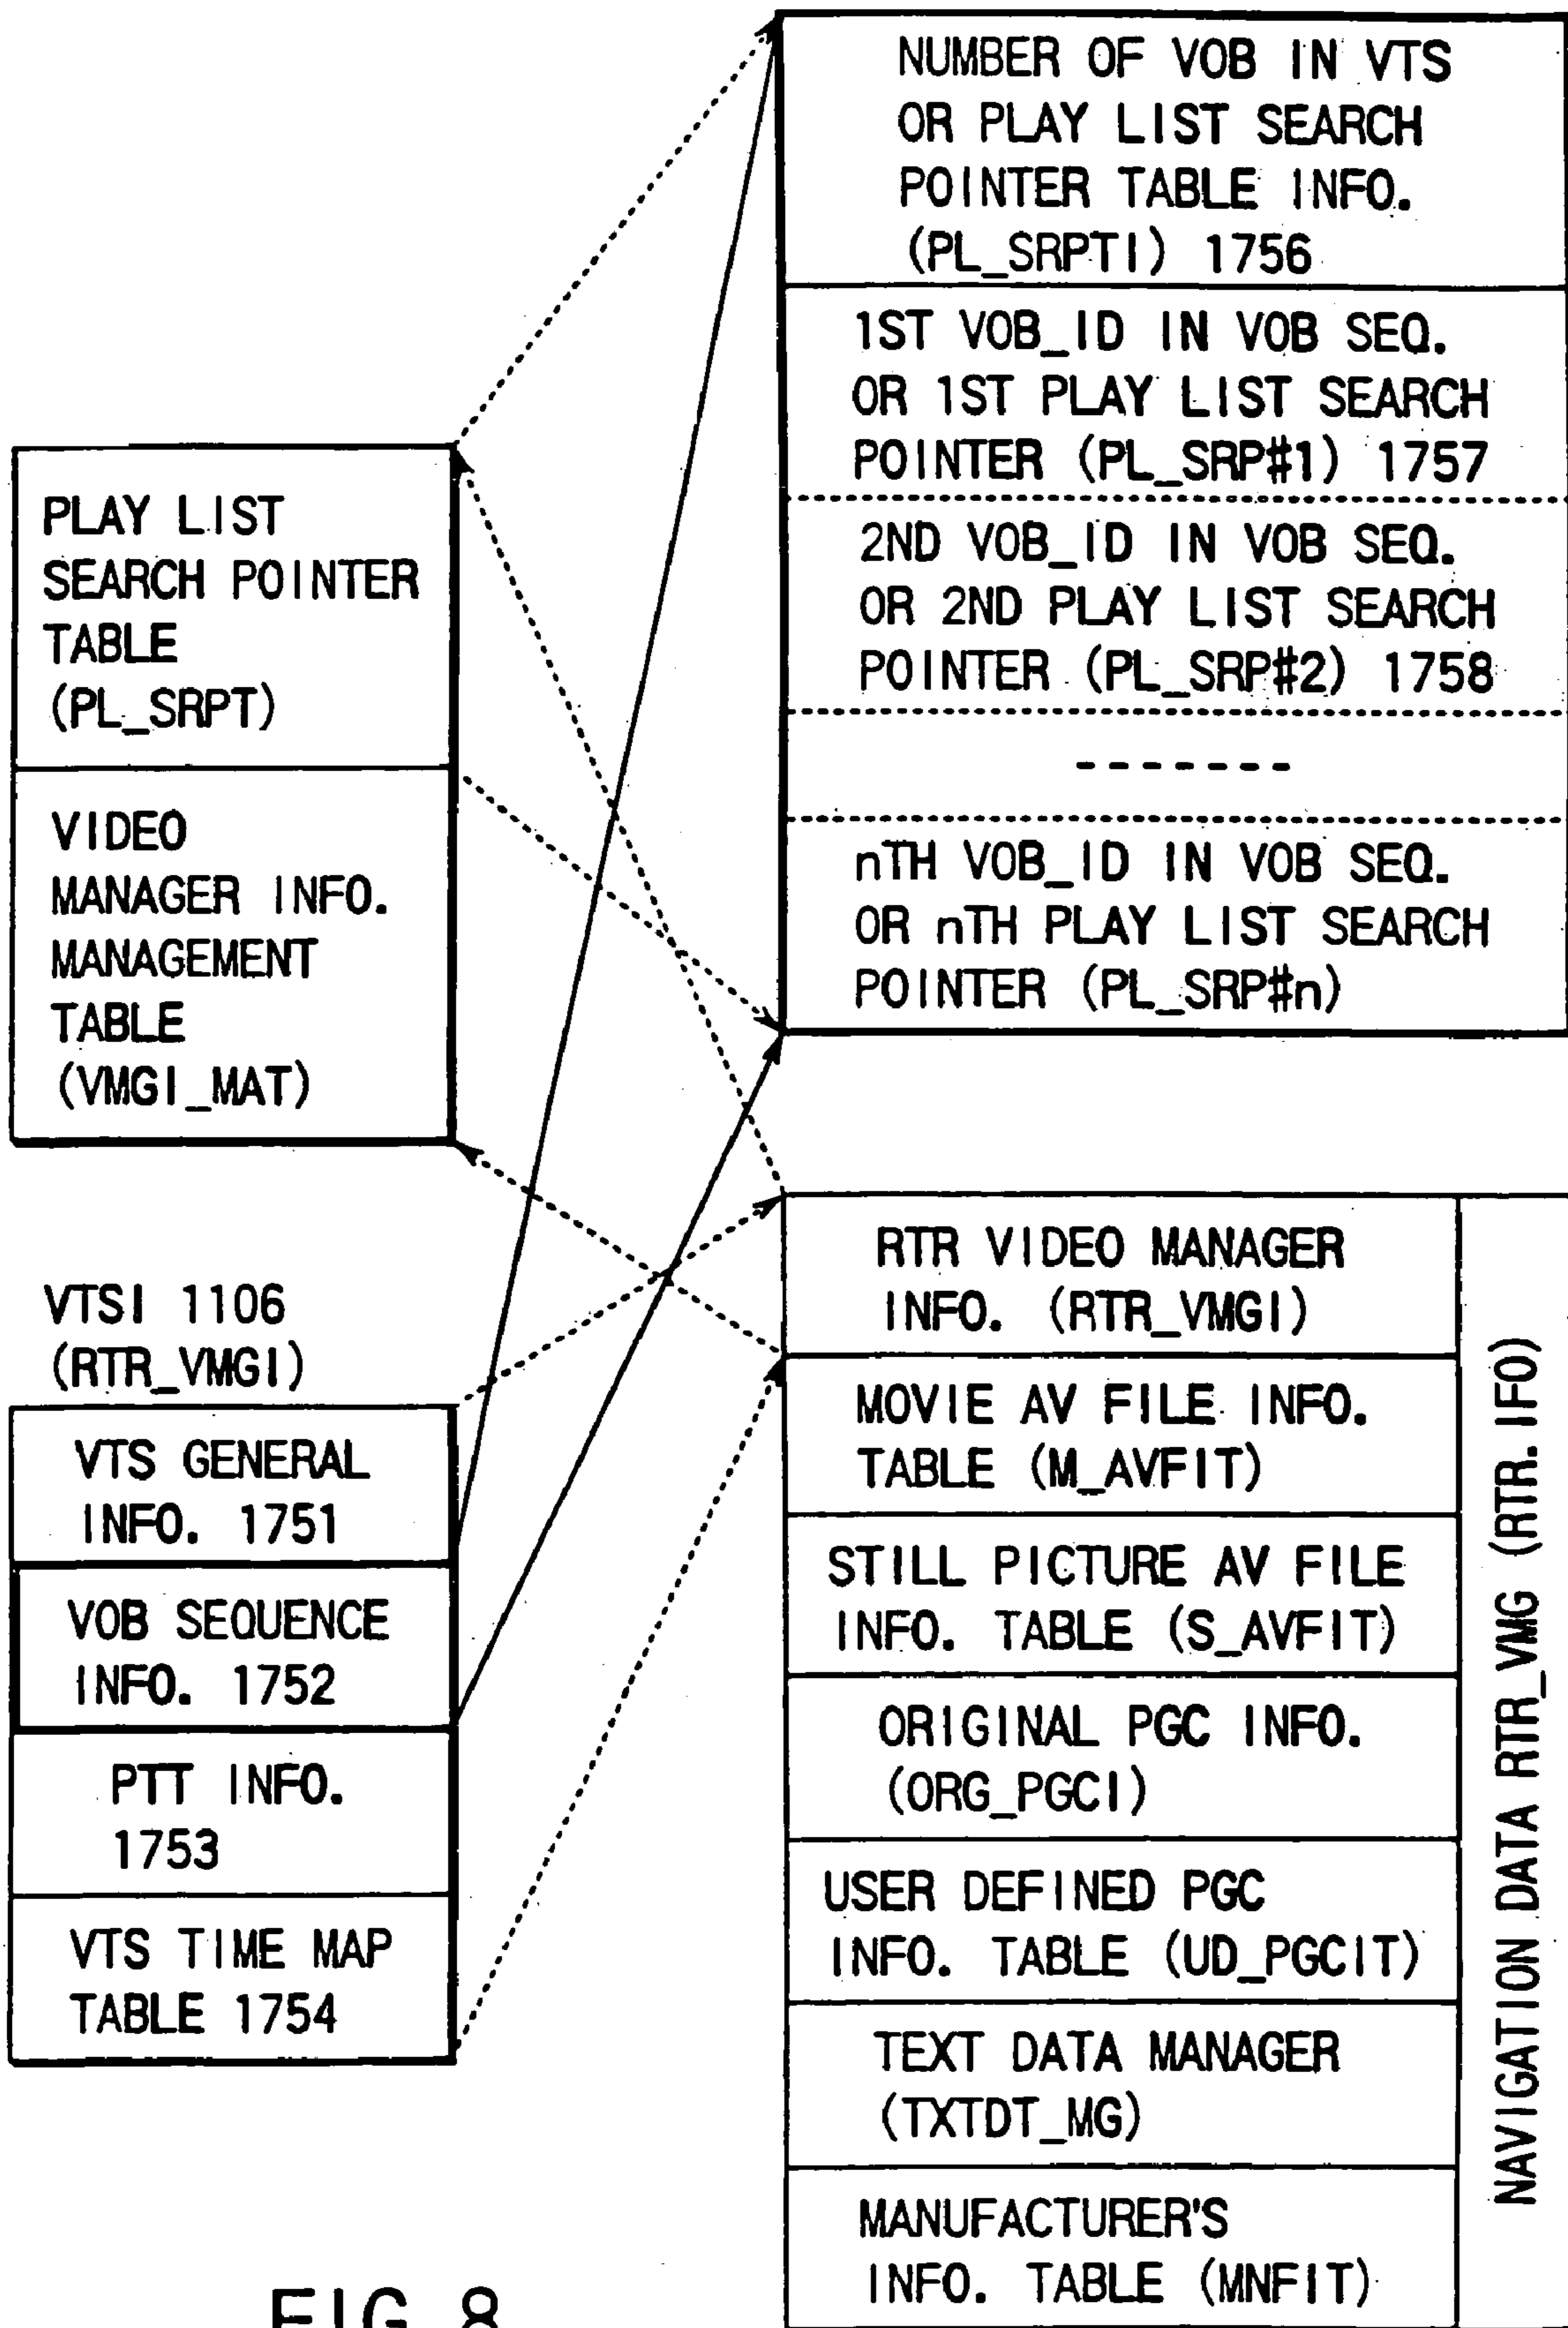 NUMBER OF VOB IN VTS
OR PLAY LIST SEARCH
POINTER TABLE INFO.
(PL_SRPTI) 1756
1ST VOB_ID IN VOB SEQ.
OR 1ST PLAY LIST SEARCH
POINTER (PL_SRP#1) 1757
2ND VOB_ID IN VOB SEQ.
OR 2ND PLAY LIST SEARCH
POINTER (PL_SRP#2) 1758
-------
nTH VOB_ID IN VOB SEQ.
OR nTH PLAY LIST SEARCH
POINTER (PL_SRP#n)
PLAY LIST
SEARCH POINTER
TABLE
(PL_SRPT)
VIDEO
MANAGER INFO.
MANAGEMENT
TABLE
(VMGI_MAT)
VTSI 1106
(RTR_VMGI)
VTS GENERAL
INFO. 1751
VOB SEQUENCE
INFO. 1752
PTT INFO.
1753
VTS TIME MAP
TABLE 1754
RTR VIDEO MANAGER
INFO. (RTR_VMGI)
MOVIE AV FILE INFO.
TABLE (M_AVFIT)
STILL PICTURE AV FILE
INFO. TABLE (S_AVFIT)
ORIGINAL PGC INFO.
(ORG_PGCI)
USER DEFINED PGC
INFO. TABLE (UD_PGCIT)
TEXT DATA MANAGER
(TXTDT_MG)
MANUFACTURER'S
INFO. TABLE (MNFIT)
NAVIGATION DATA RTR_VMG (RTR.IFO)
FIG. 8